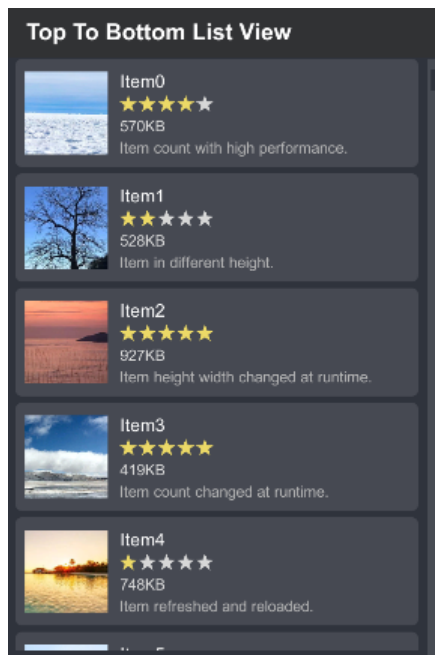 Top To Bottom List View
Item0
570KB
Item count with high performance.
Item1
528KB
Item in different height.
Item2
927KB
Item height width changed at runtime.
Item3
419KB
Item count changed at runtime.
Item4
748KB
Item refreshed and reloaded.